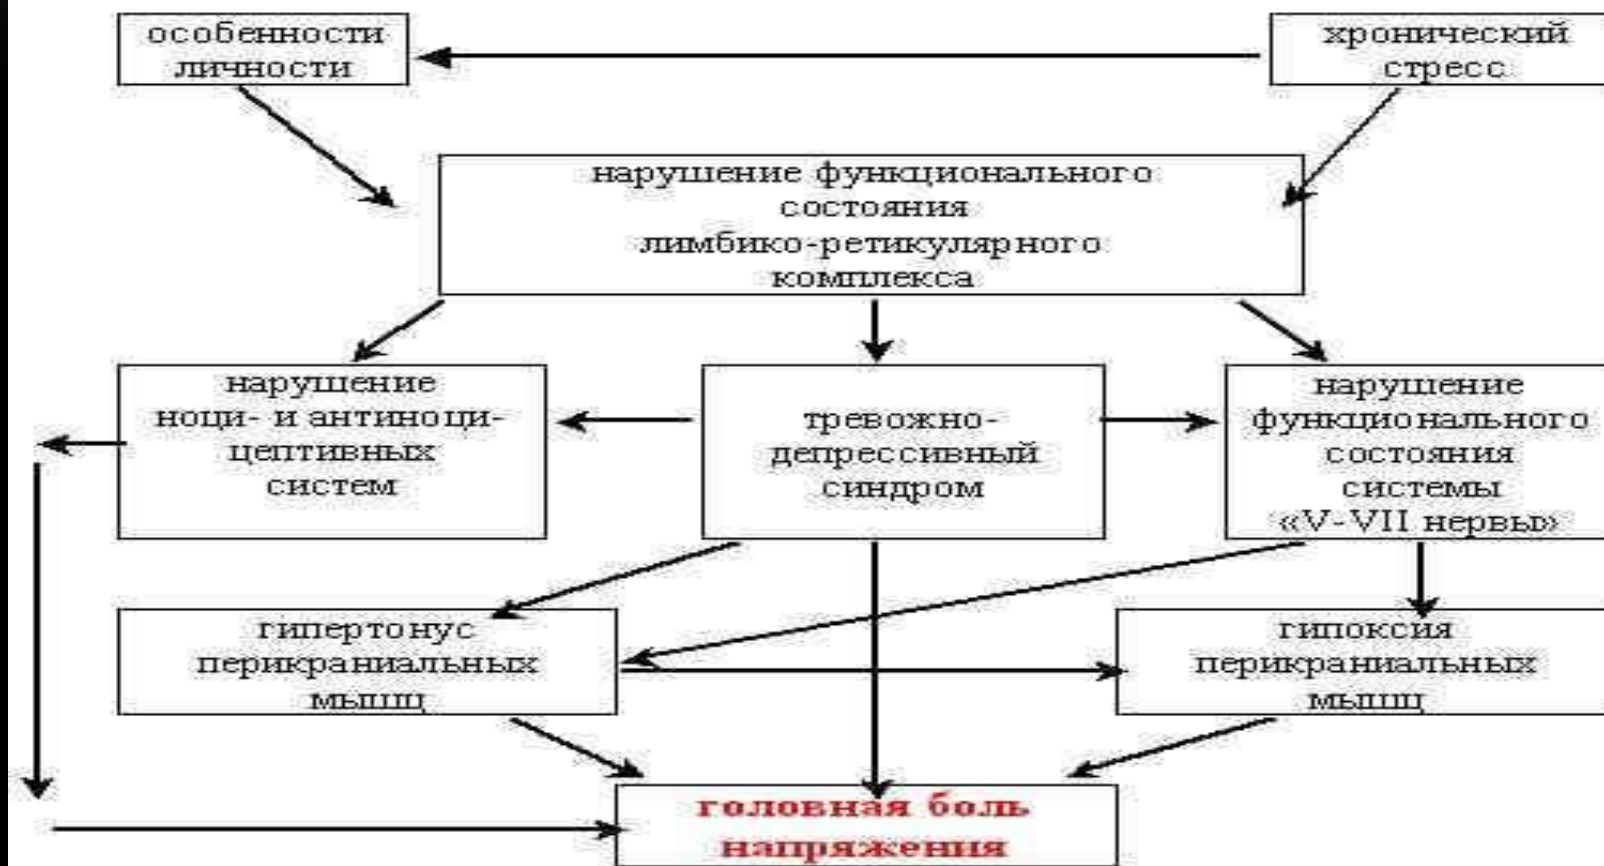 особенности
личности
хронический
стресс
нарушение функционального
состояния
лимбико-ретикулярного
комплекса
нарушение
ноци- и антиноци-
цептивных
систем
тревожно-
депрессивный
синдром
нарушение
функционального
состояния
системы
«V-VII нервы»
гипертонус
перикраниальных
мышц
гипоксия
перикраниальных
мышц
головная боль
напряжения